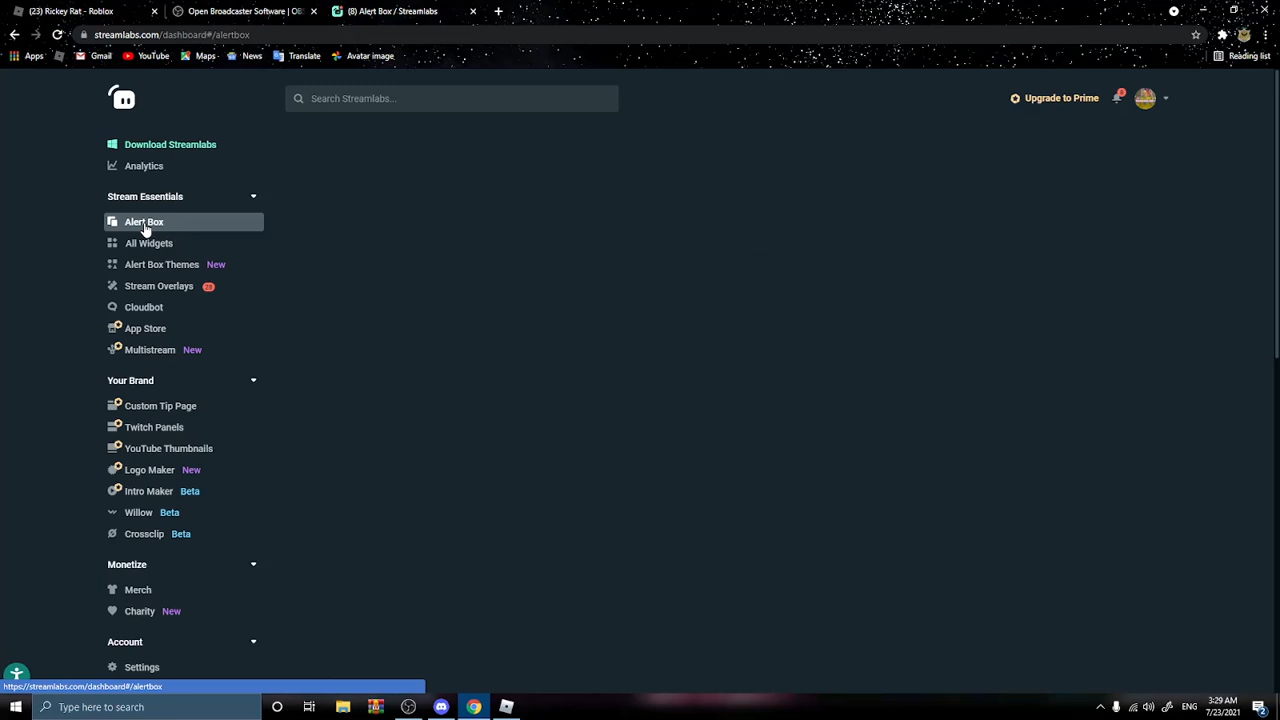 (23) Rickey Rat - Roblox
Open Broadcaster Software | OB
(8) Alert Box / Streamlabs
streamlabs.com/dashboard#/alertbox
Apps
Gmail
YouTube
Maps
News
Translate
Avatar image
Reading list
Search Streamlabs...
Upgrade to Prime
8
Download Streamlabs
Analytics
Stream Essentials
Alert Box
All Widgets
Alert Box Themes New
Stream Overlays
Cloudbot
App Store
Multistream New
Your Brand
Custom Tip Page
Twitch Panels
YouTube Thumbnails
Logo Maker New
Intro Maker Beta
Willow Beta
Crossclip Beta
Monetize
Merch
Charity New
Account
Settings
https://streamlabs.com/dashboard#/alertbox
Type here to search
ENG
3:29 AM
7/23/2021
2